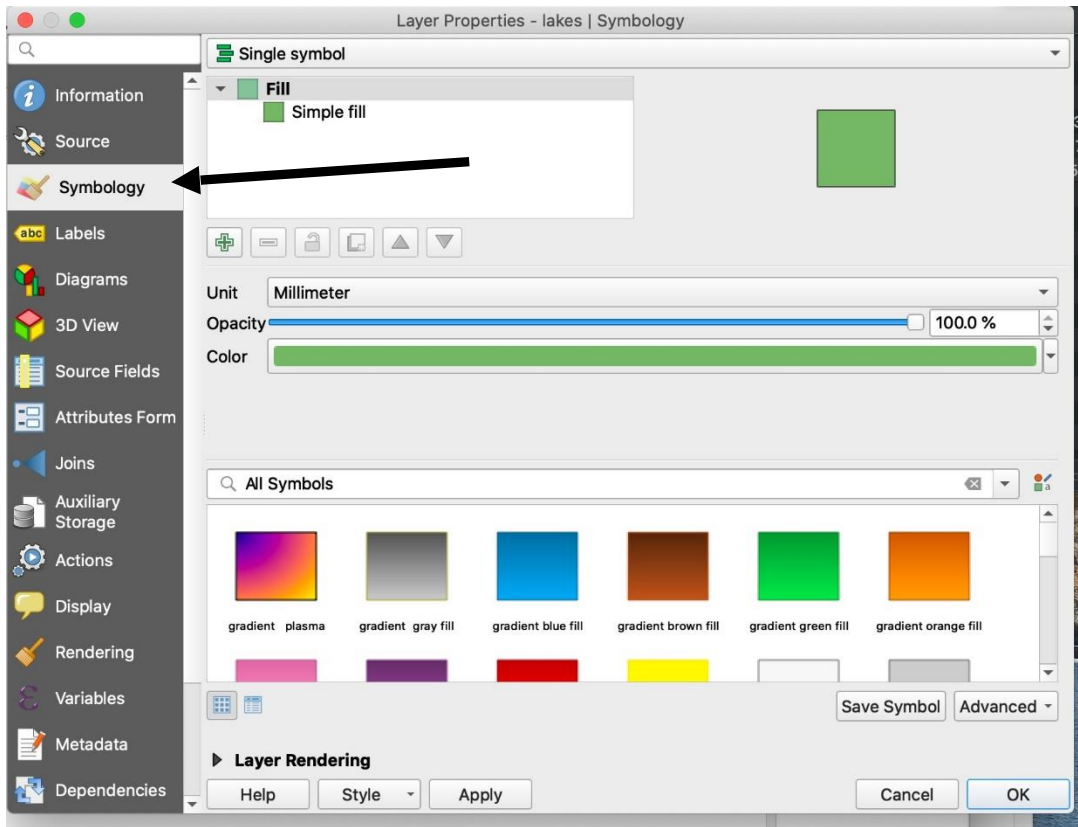 Layer Properties - lakes | Symbology
Information
Source
Symbology
abc Labels
Diagrams
3D View
Source Fields
Attributes Form
Joins
Auxiliary
Storage
Actions
Display
Rendering
Variables
Metadata
Dependencies
Single symbol
Fill
Simple fill
Unit Millimeter
Opacity 100.0 %
Color
All Symbols
gradient plasma gradient gray fill gradient blue fill gradient brown fill gradient green fill gradient orange fill
Save Symbol Advanced
Layer Rendering
Help Style Apply Cancel OK